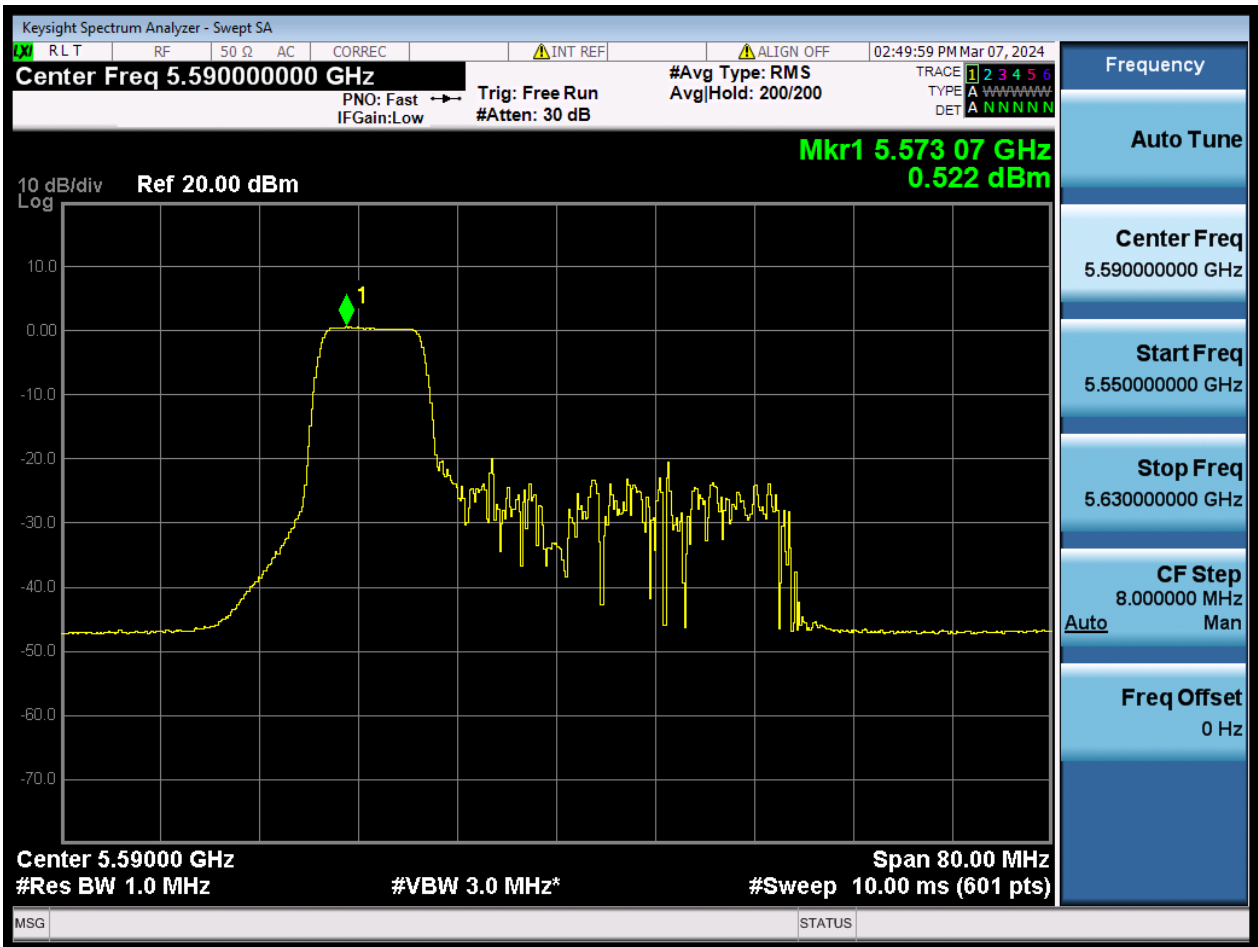 Keysight Spectrum Analyzer - Swept SA
LXI RLT RF 50 Ω AC CORREC INT REF ALIGN OFF 02:49:59 PM Mar 07, 2024
Center Freq 5.590000000 GHz
PNO: Fast
IFGain:Low
Trig: Free Run
#Atten: 30 dB
#Avg Type: RMS
Avg|Hold: 200/200
TRACE 1 2 3 4 5 6
TYPE A WWWWW
DET A N N N N N
Mkr1 5.573 07 GHz
0.522 dBm
10 dB/div Ref 20.00 dBm
Log
1
10.0
0.00
-10.0
-20.0
-30.0
-40.0
-50.0
-60.0
-70.0
Center 5.59000 GHz Span 80.00 MHz
#Res BW 1.0 MHz #VBW 3.0 MHz* #Sweep 10.00 ms (601 pts)
MSG STATUS
Frequency
Auto Tune
Center Freq
5.590000000 GHz
Start Freq
5.550000000 GHz
Stop Freq
5.630000000 GHz
CF Step
8.000000 MHz
Auto Man
Freq Offset
0 Hz